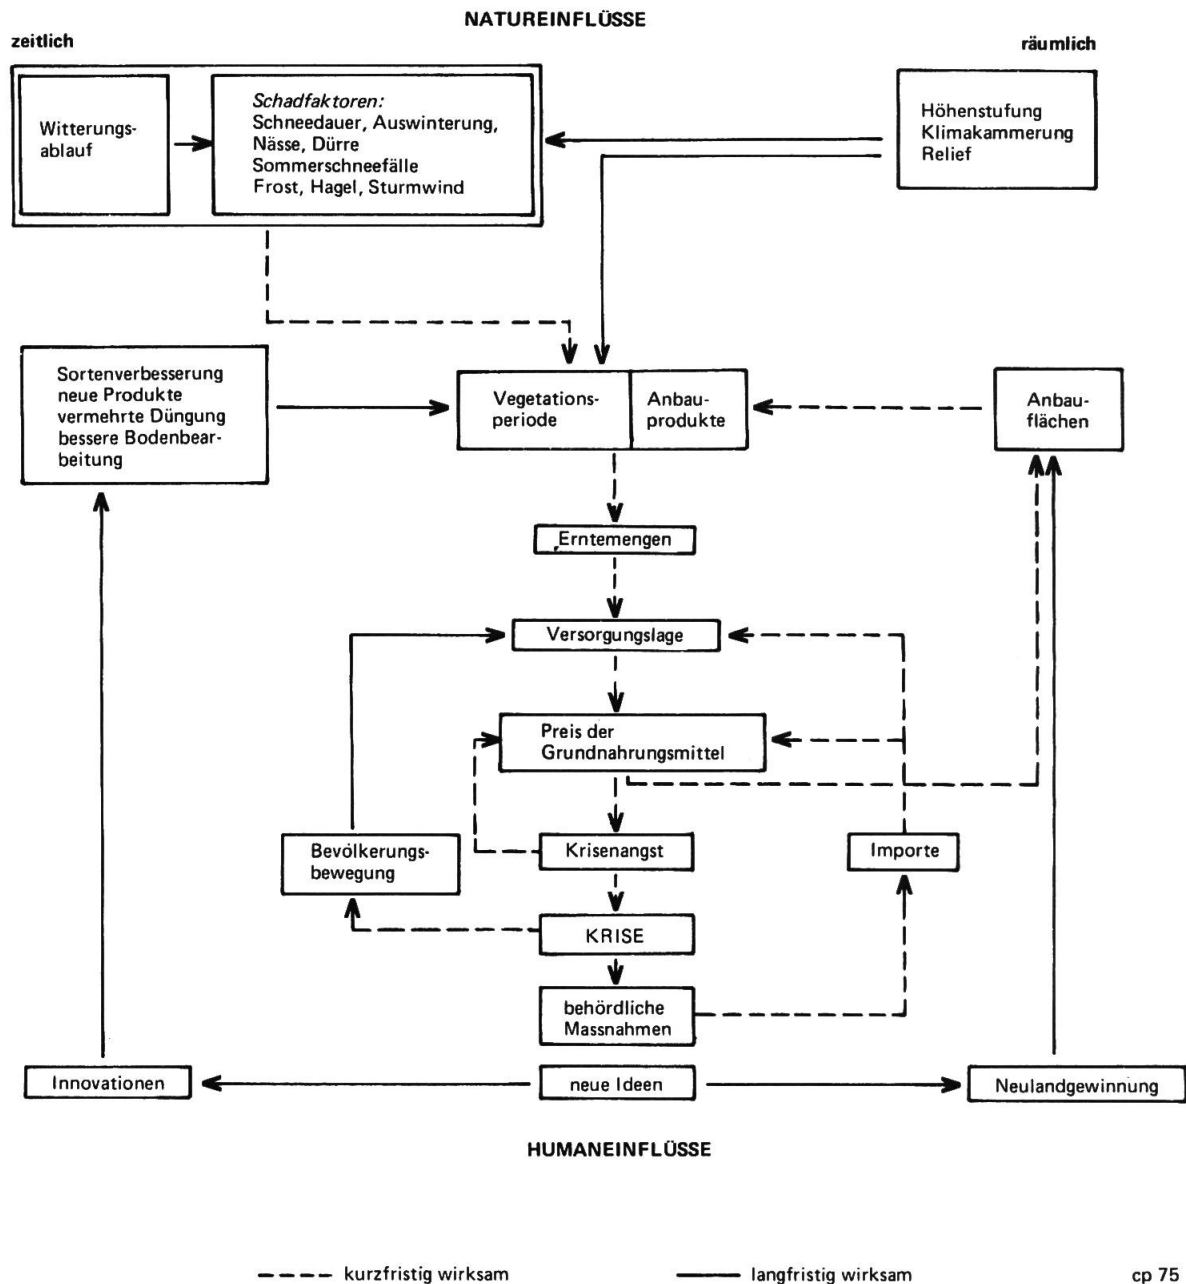 NATUREINFLÜSSE
zeitlich
räumlich
Witterungs-
ablauf
Schadfaktoren:
Schneedauer, Auswinterung,
Nässe, Dürre
Sommerschneefälle
Frost, Hagel, Sturmwind
Höhenstufung
Klimakammerung
Relief
Sortenverbesserung
neue Produkte
vermehrte Düngung
bessere Bodenbear-
beitung
Vegetations-
periode
Anbau-
produkte
Anbau-
flächen
Erntemengen
Versorgungslage
Preis der
Grundnahrungsmittel
Bevölkerungs-
bewegung
Krisenangst
Importe
KRISE
behördliche
Massnahmen
Innovationen
neue Ideen
Neulandgewinnung
HUMANEINFLÜSSE
kurzfristig wirksam
langfristig wirksam
cp 75